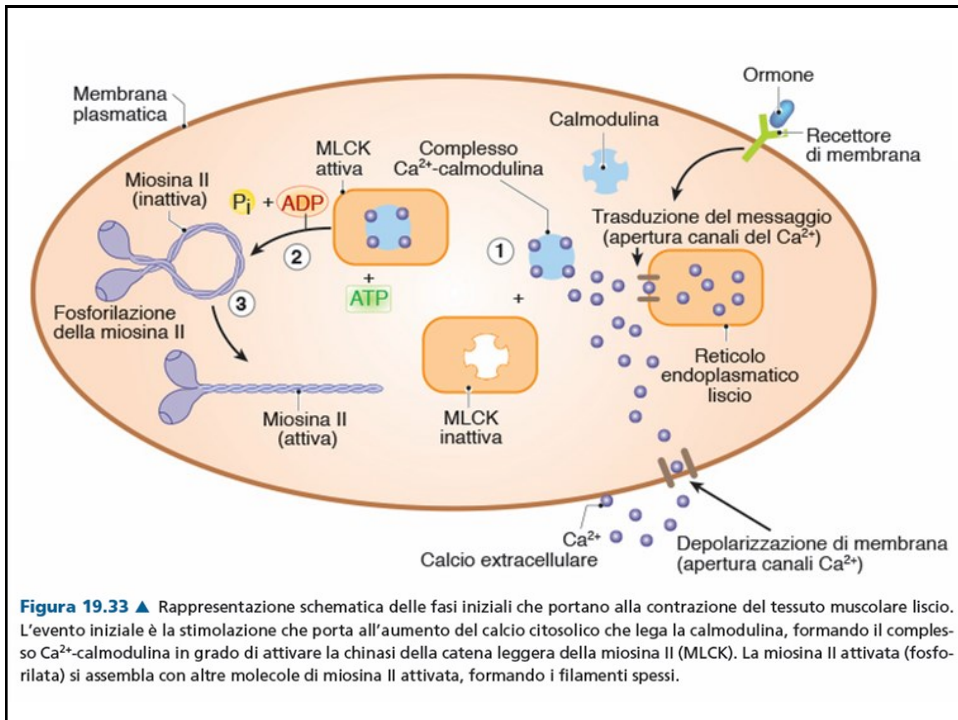 Ormone
Membrana
plasmatica
Calmodulina
Recettore
di membrana
MLCK
attiva
Complesso
Ca²⁺-calmodulina
Miosina II
(inattiva)
Pi + ADP
Trasduzione del messaggio
(apertura canali del Ca²⁺)
1
2
+
ATP
+
3
Fosforilazione
della miosina II
Reticolo
endoplasmatico
liscio
Miosina II
(attiva)
MLCK
inattiva
Ca²⁺
Calcio extracellulare
Depolarizzazione di membrana
(apertura canali Ca²⁺)
Figura 19.33 ▲ Rappresentazione schematica delle fasi iniziali che portano alla contrazione del tessuto muscolare liscio.
L'evento iniziale è la stimolazione che porta all'aumento del calcio citosolico che lega la calmodulina, formando il comples-
so Ca²⁺-calmodulina in grado di attivare la chinasi della catena leggera della miosina II (MLCK). La miosina II attivata (fosfo-
rilata) si assembla con altre molecole di miosina II attivata, formando i filamenti spessi.